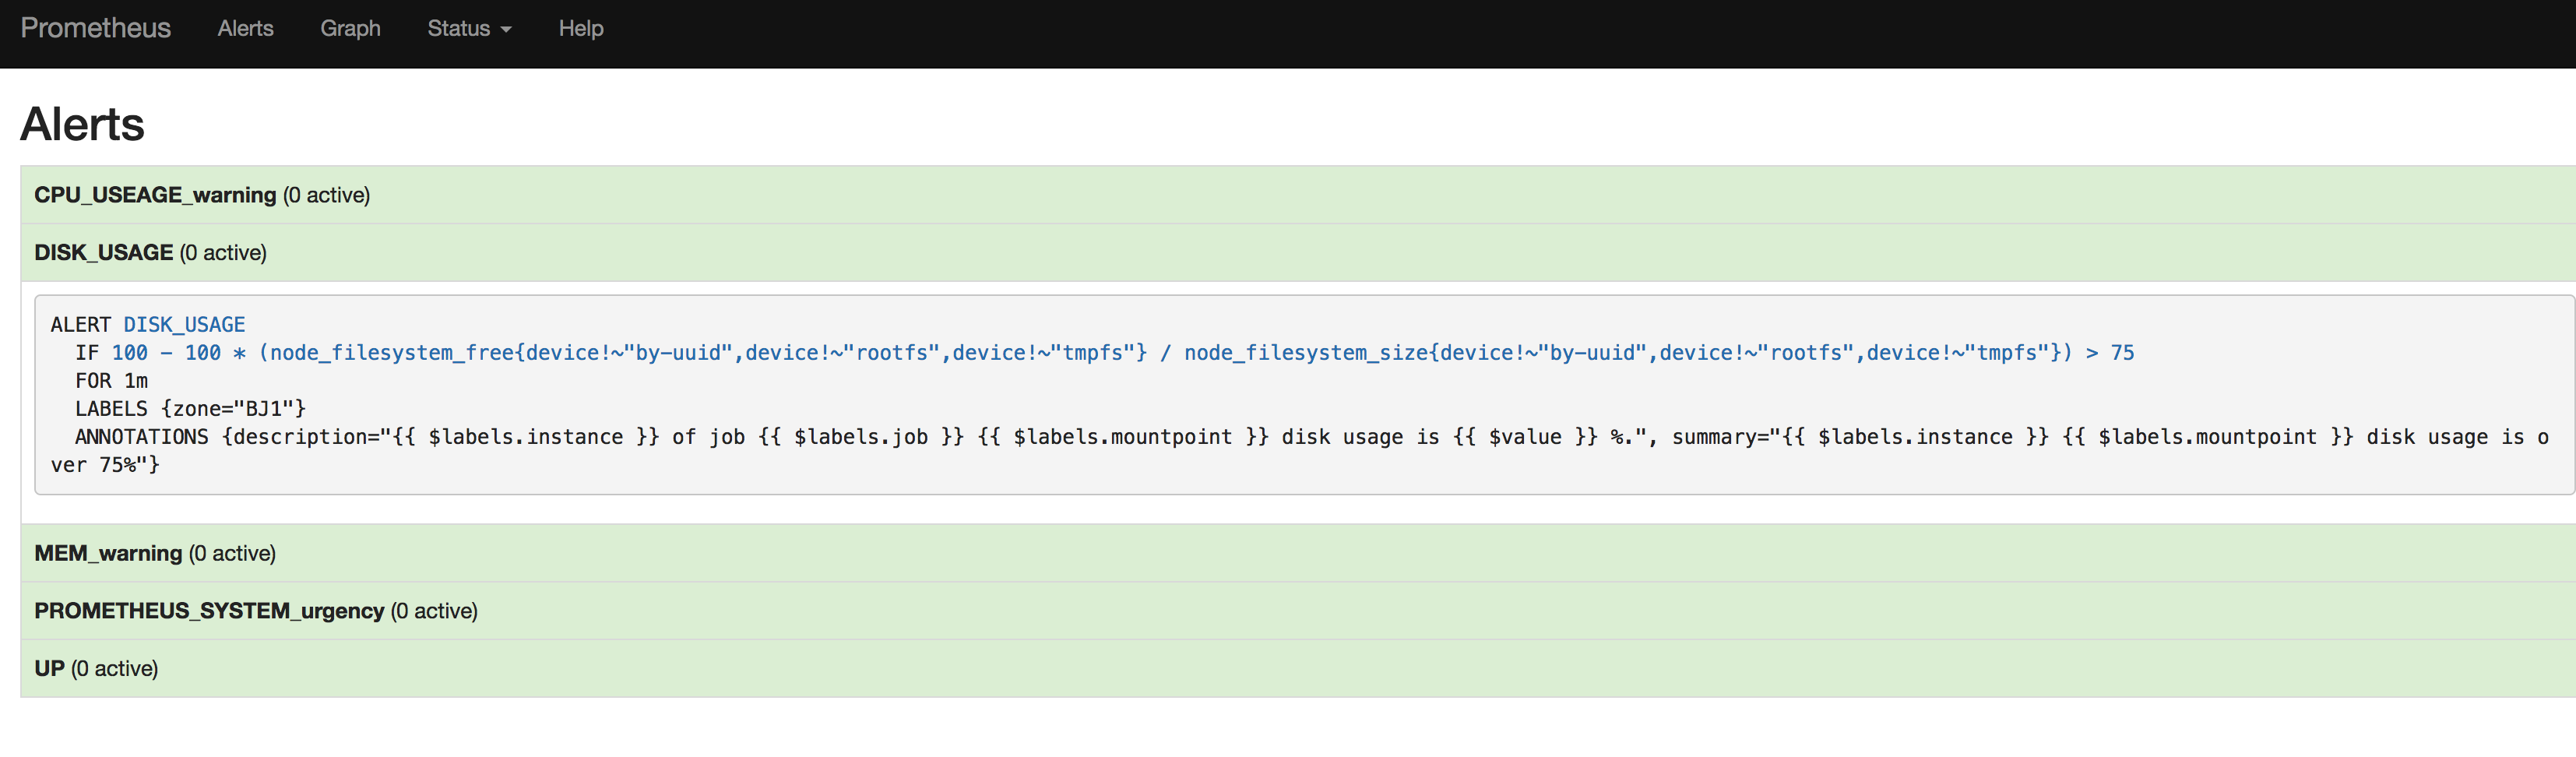 Prometheus Alerts Graph Status Help
Alerts
CPU_USEAGE_warning (0 active)
DISK_USAGE (0 active)
ALERT DISK_USAGE
IF 100 - 100 * (node_filesystem_free{device!~"by-uuid",device!~"rootfs",device!~"tmpfs"} / node_filesystem_size{device!~"by-uuid",device!~"rootfs",device!~"tmpfs"}) > 75
FOR 1m
LABELS {zone="BJ1"}
ANNOTATIONS {description="{{ $labels.instance }} of job {{ $labels.job }} {{ $labels.mountpoint }} disk usage is {{ $value }} %.", summary="{{ $labels.instance }} {{ $labels.mountpoint }} disk usage is o
ver 75%"}
MEM_warning (0 active)
PROMETHEUS_SYSTEM_urgency (0 active)
UP (0 active)